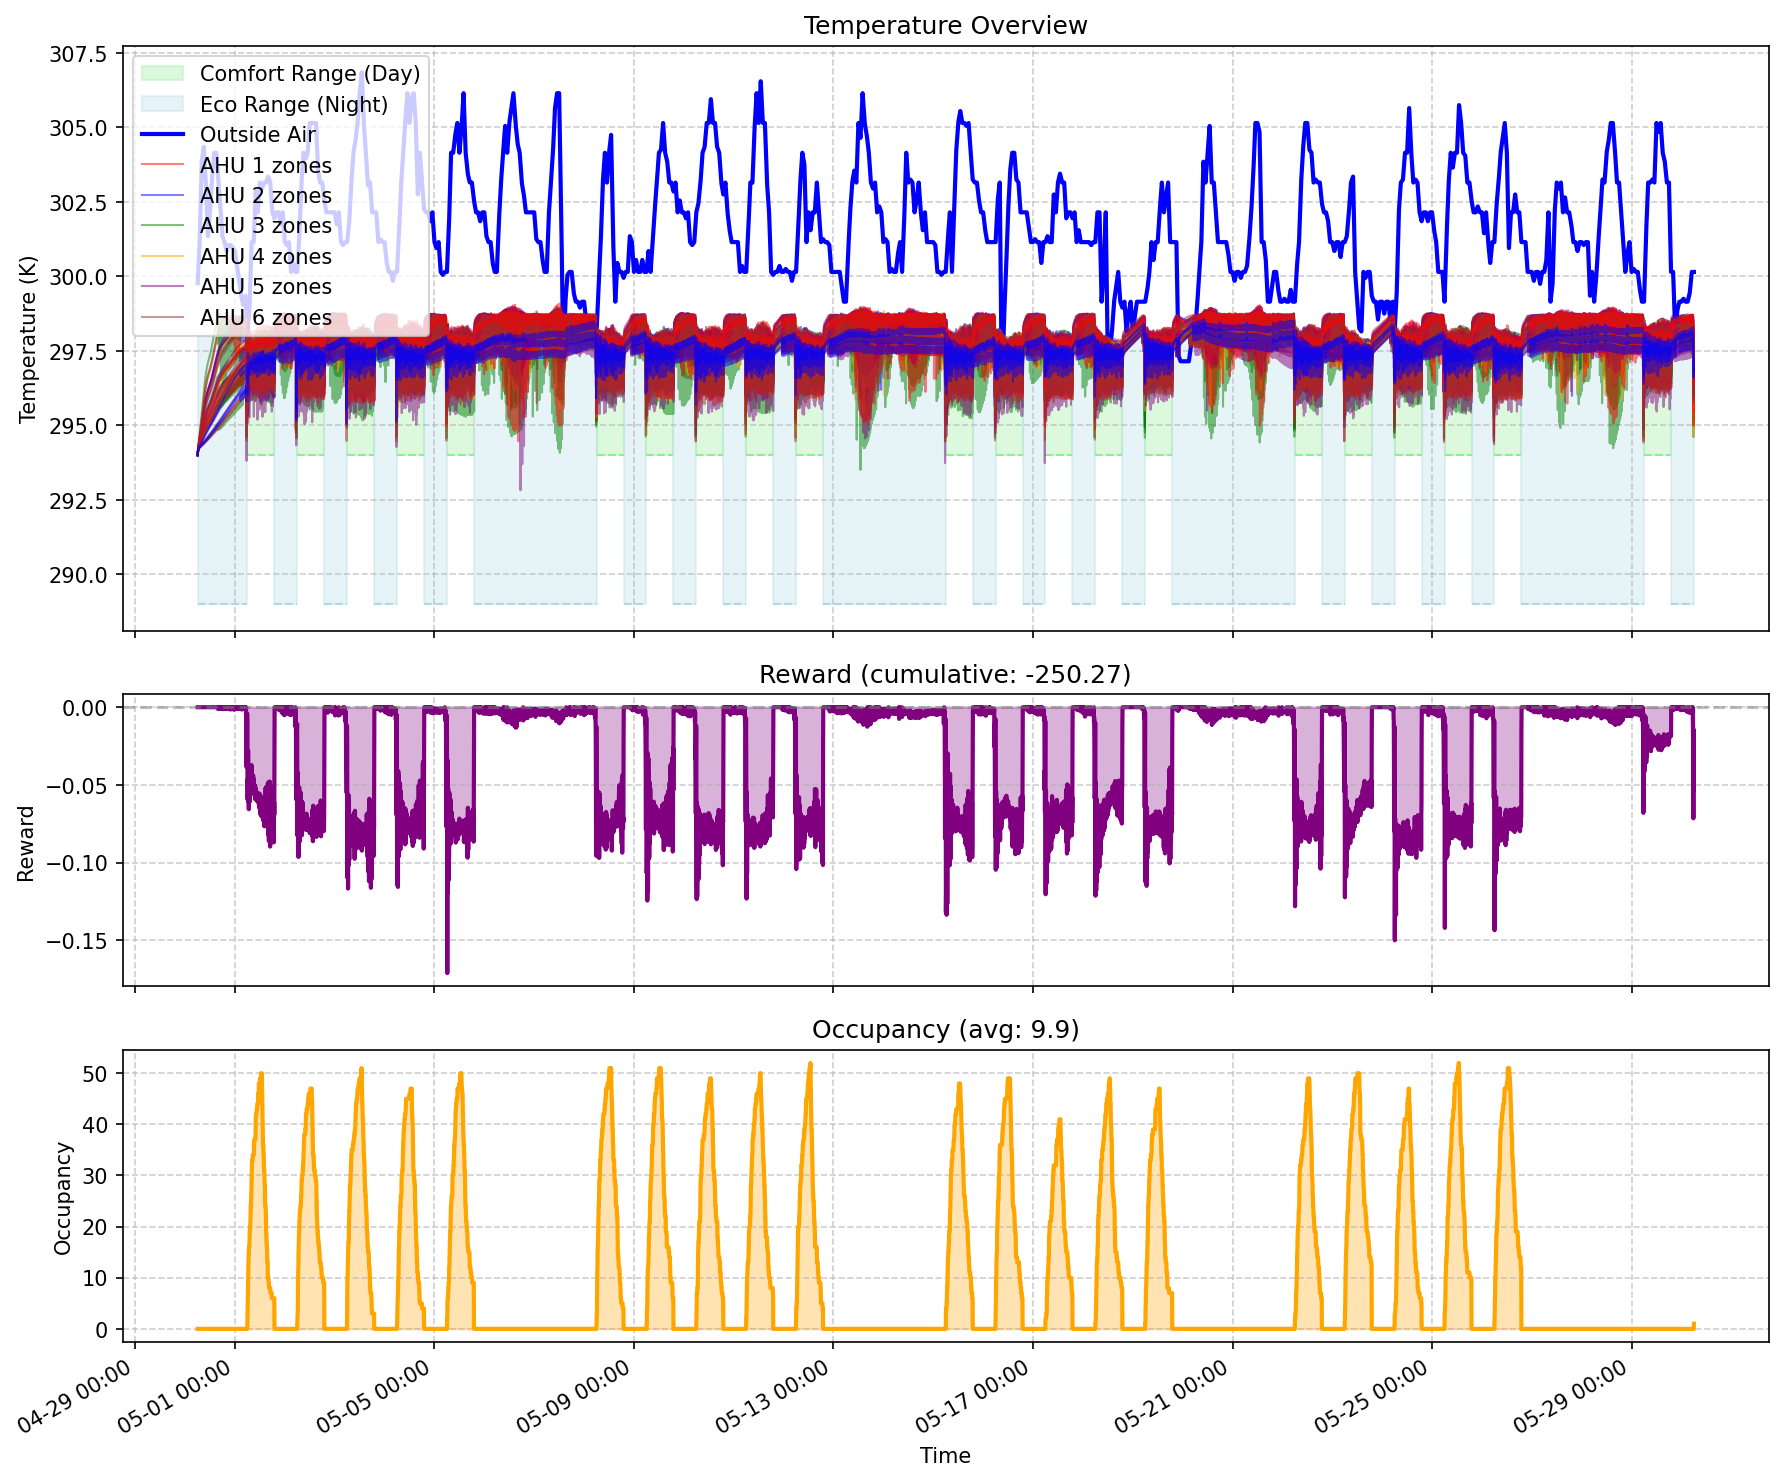 Temperature Overview
307.5
305.0
302.5
300.0
297.5
295.0
292.5
290.0
Temperature (K)
Comfort Range (Day)
Eco Range (Night)
Outside Air
AHU 1 zones
AHU 2 zones
AHU 3 zones
AHU 4 zones
AHU 5 zones
AHU 6 zones
Reward (cumulative: -250.27)
0.00
−0.05
−0.10
−0.15
Reward
Occupancy (avg: 9.9)
50
40
30
20
10
0
Occupancy
04-29 00:00
05-01 00:00
05-05 00:00
05-09 00:00
05-13 00:00
05-17 00:00
05-21 00:00
05-25 00:00
05-29 00:00
Time